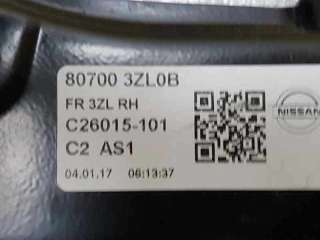 80700 3ZL0B
FR 3ZL RH
C26015-101
NISSAN
C2 AS1
04.01.17 06:13:37